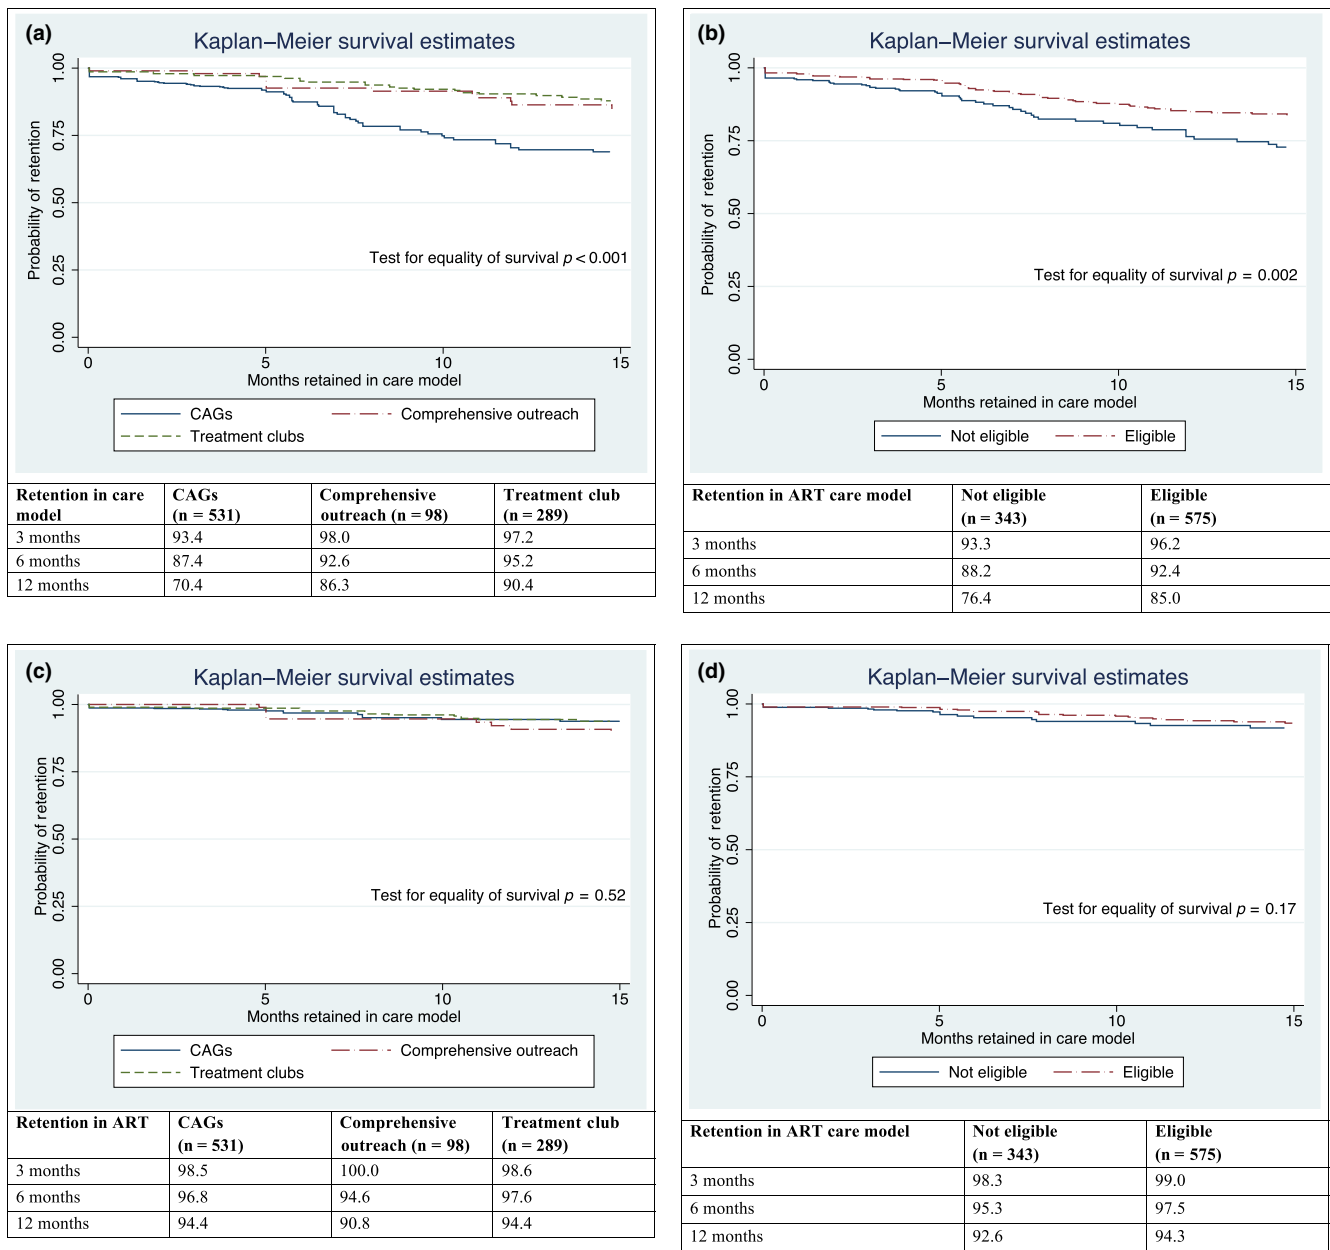 (a)
Kaplan–Meier survival estimates
1.00
0.75
0.50
0.25
0.00
Probability of retention
Test for equality of survival p < 0.001
0 5 10 15
Months retained in care model
CAGs Comprehensive outreach
Treatment clubs
Retention in care model CAGs (n = 531) Comprehensive outreach (n = 98) Treatment club (n = 289)
3 months 93.4 98.0 97.2
6 months 87.4 92.6 95.2
12 months 70.4 86.3 90.4
(b)
Kaplan–Meier survival estimates
1.00
0.75
0.50
0.25
0.00
Probability of retention
Test for equality of survival p = 0.002
0 5 10 15
Months retained in care model
Not eligible Eligible
Retention in ART care model Not eligible (n = 343) Eligible (n = 575)
3 months 93.3 96.2
6 months 88.2 92.4
12 months 76.4 85.0
(c)
Kaplan–Meier survival estimates
1.00
0.75
0.50
0.25
0.00
Probability of retention
Test for equality of survival p = 0.52
0 5 10 15
Months retained in care model
CAGs Comprehensive outreach
Treatment clubs
Retention in ART CAGs (n = 531) Comprehensive outreach (n = 98) Treatment club (n = 289)
3 months 98.5 100.0 98.6
6 months 96.8 94.6 97.6
12 months 94.4 90.8 94.4
(d)
Kaplan–Meier survival estimates
1.00
0.75
0.50
0.25
0.00
Probability of retention
Test for equality of survival p = 0.17
0 5 10 15
Months retained in care model
Not eligible Eligible
Retention in ART care model Not eligible (n = 343) Eligible (n = 575)
3 months 98.3 99.0
6 months 95.3 97.5
12 months 92.6 94.3